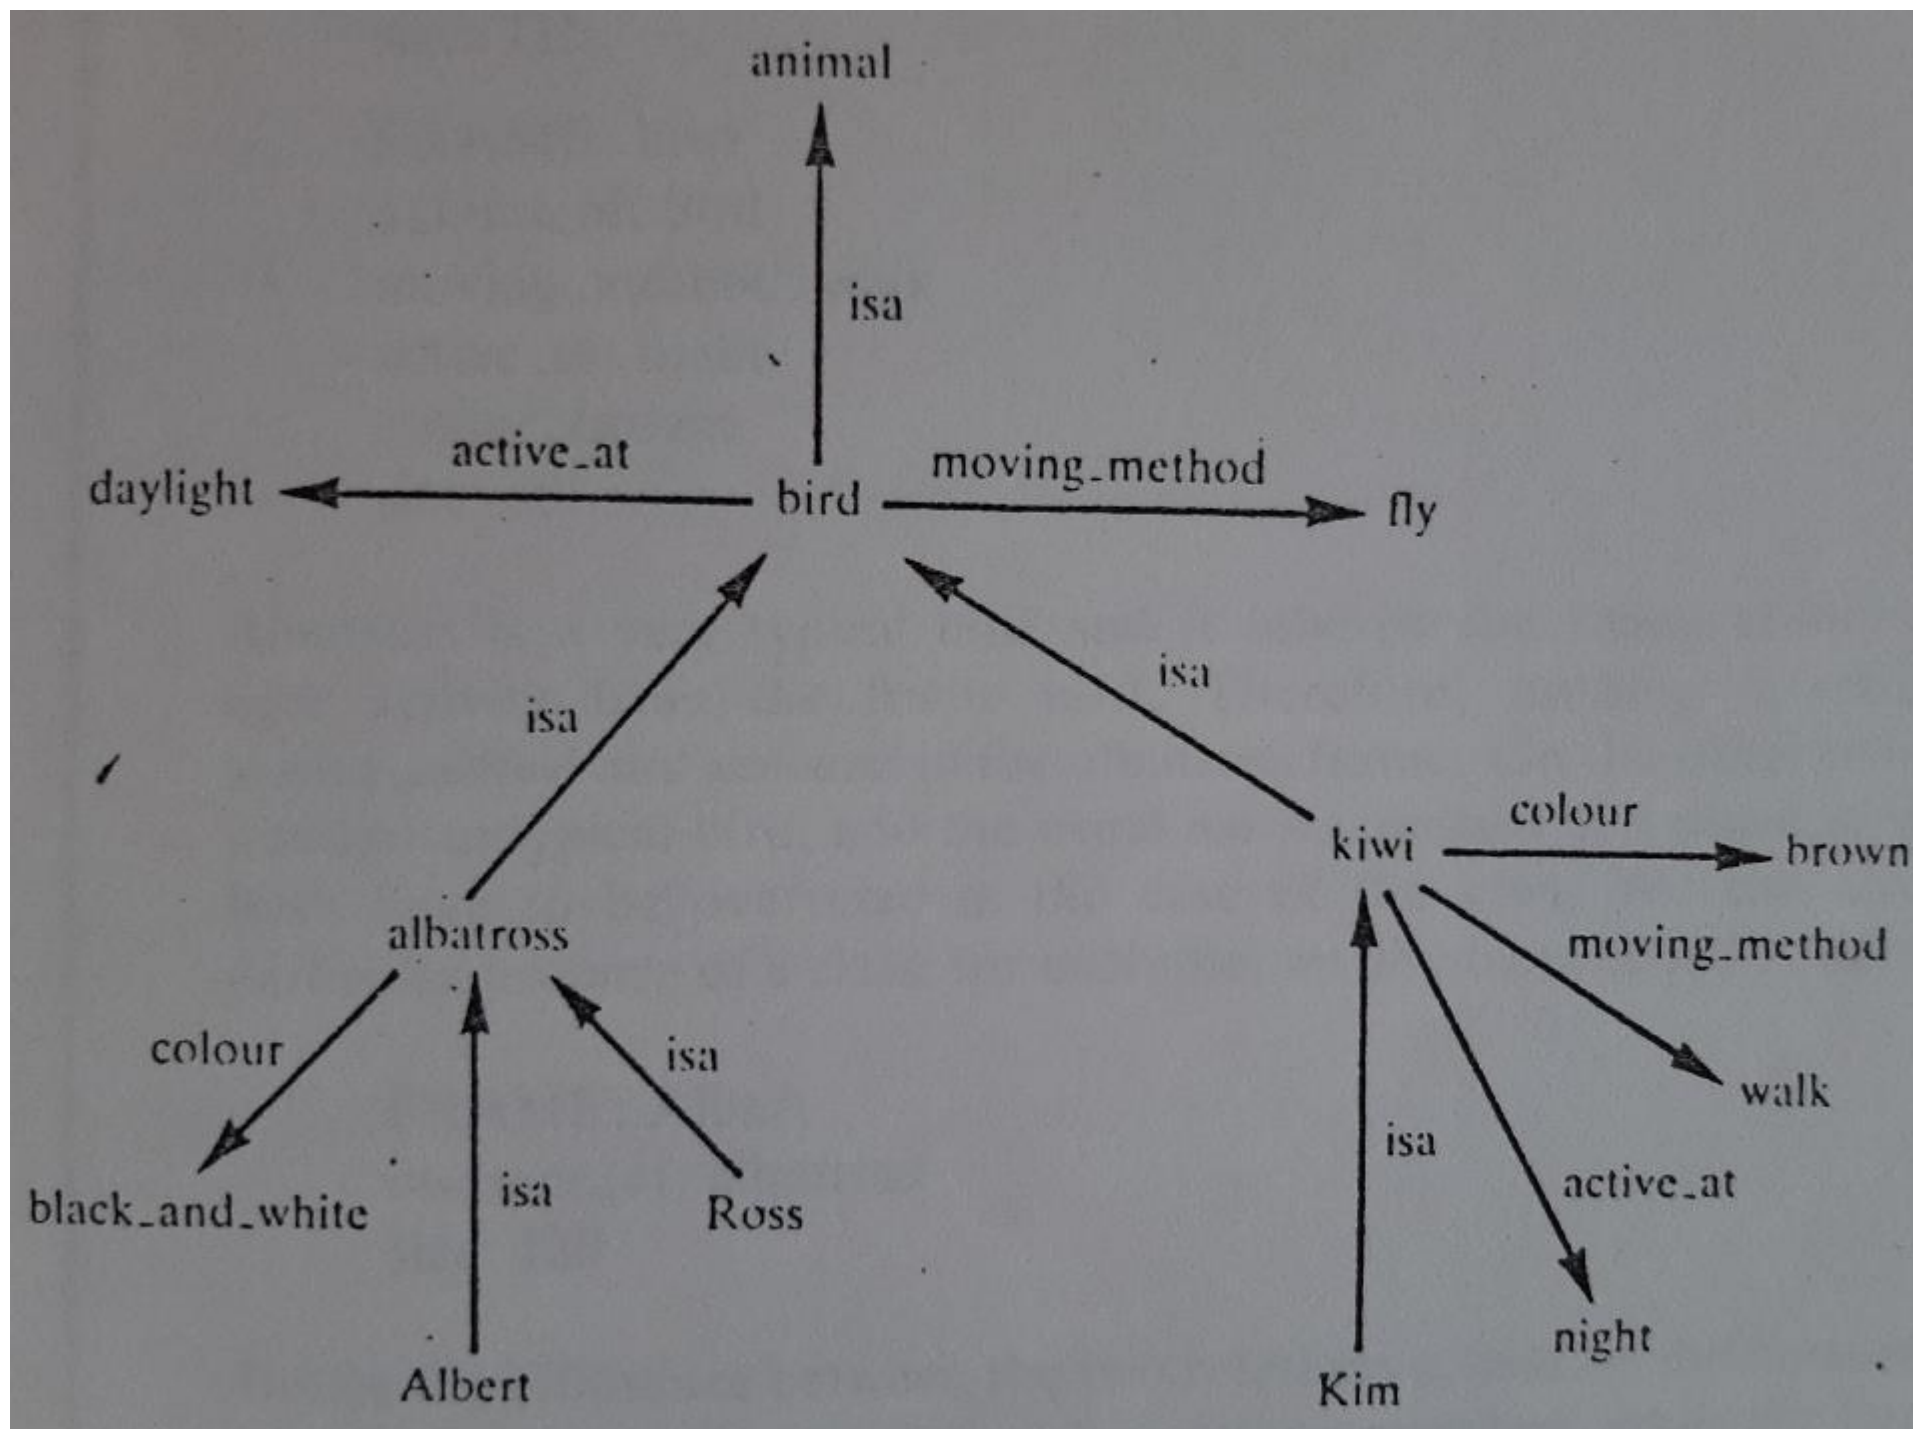 animal
isa
active_at
moving_method
daylight
bird
fly
isa
isa
colour
kiwi
brown
albatross
moving_method
colour
isa
walk
isa
active_at
black_and_white
isa
Ross
night
Albert
Kim